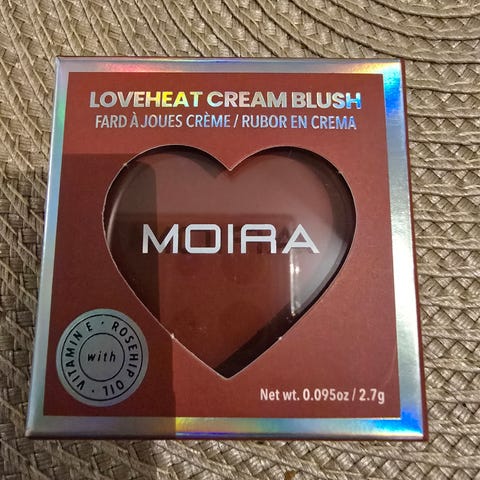 LOVEHEAT CREAM BLUSH
FARD À JOUES CRÈME / RUBOR EN CREMA
MOIRA
VITAMIN E · ROSEHIP OIL ·
with
Net wt. 0.095oz / 2.7g